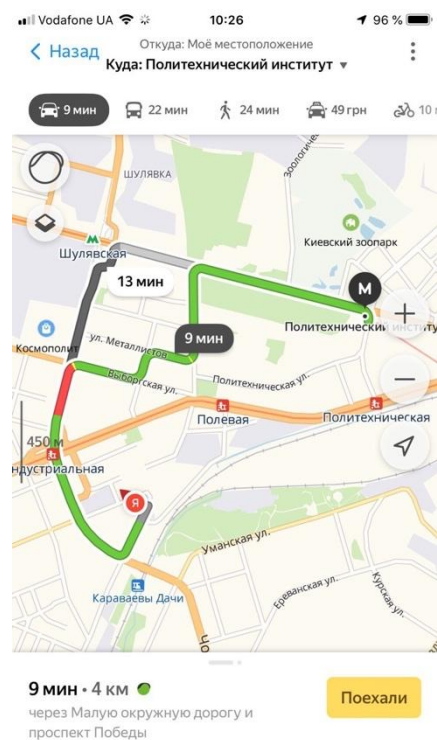 Vodafone UA 10:26 96 %
Назад
Откуда: Моё местоположение
Куда: Политехнический институт
9 мин 22 мин 24 мин 49 грн 10
ШУЛЯВКА
Шулявская
Киевский зоопарк
13 мин
М
Политехнический
Космополит
ул. Металлистов
9 мин
Выборгская ул.
Политехническая ул.
Полевая
Политехническая
450 м
ндустриальная
Я
Уманская ул.
Ереванская ул.
Курская ул.
Караваевы Дачи
9 мин • 4 км
через Малую окружную дорогу и
проспект Победы
Поехали